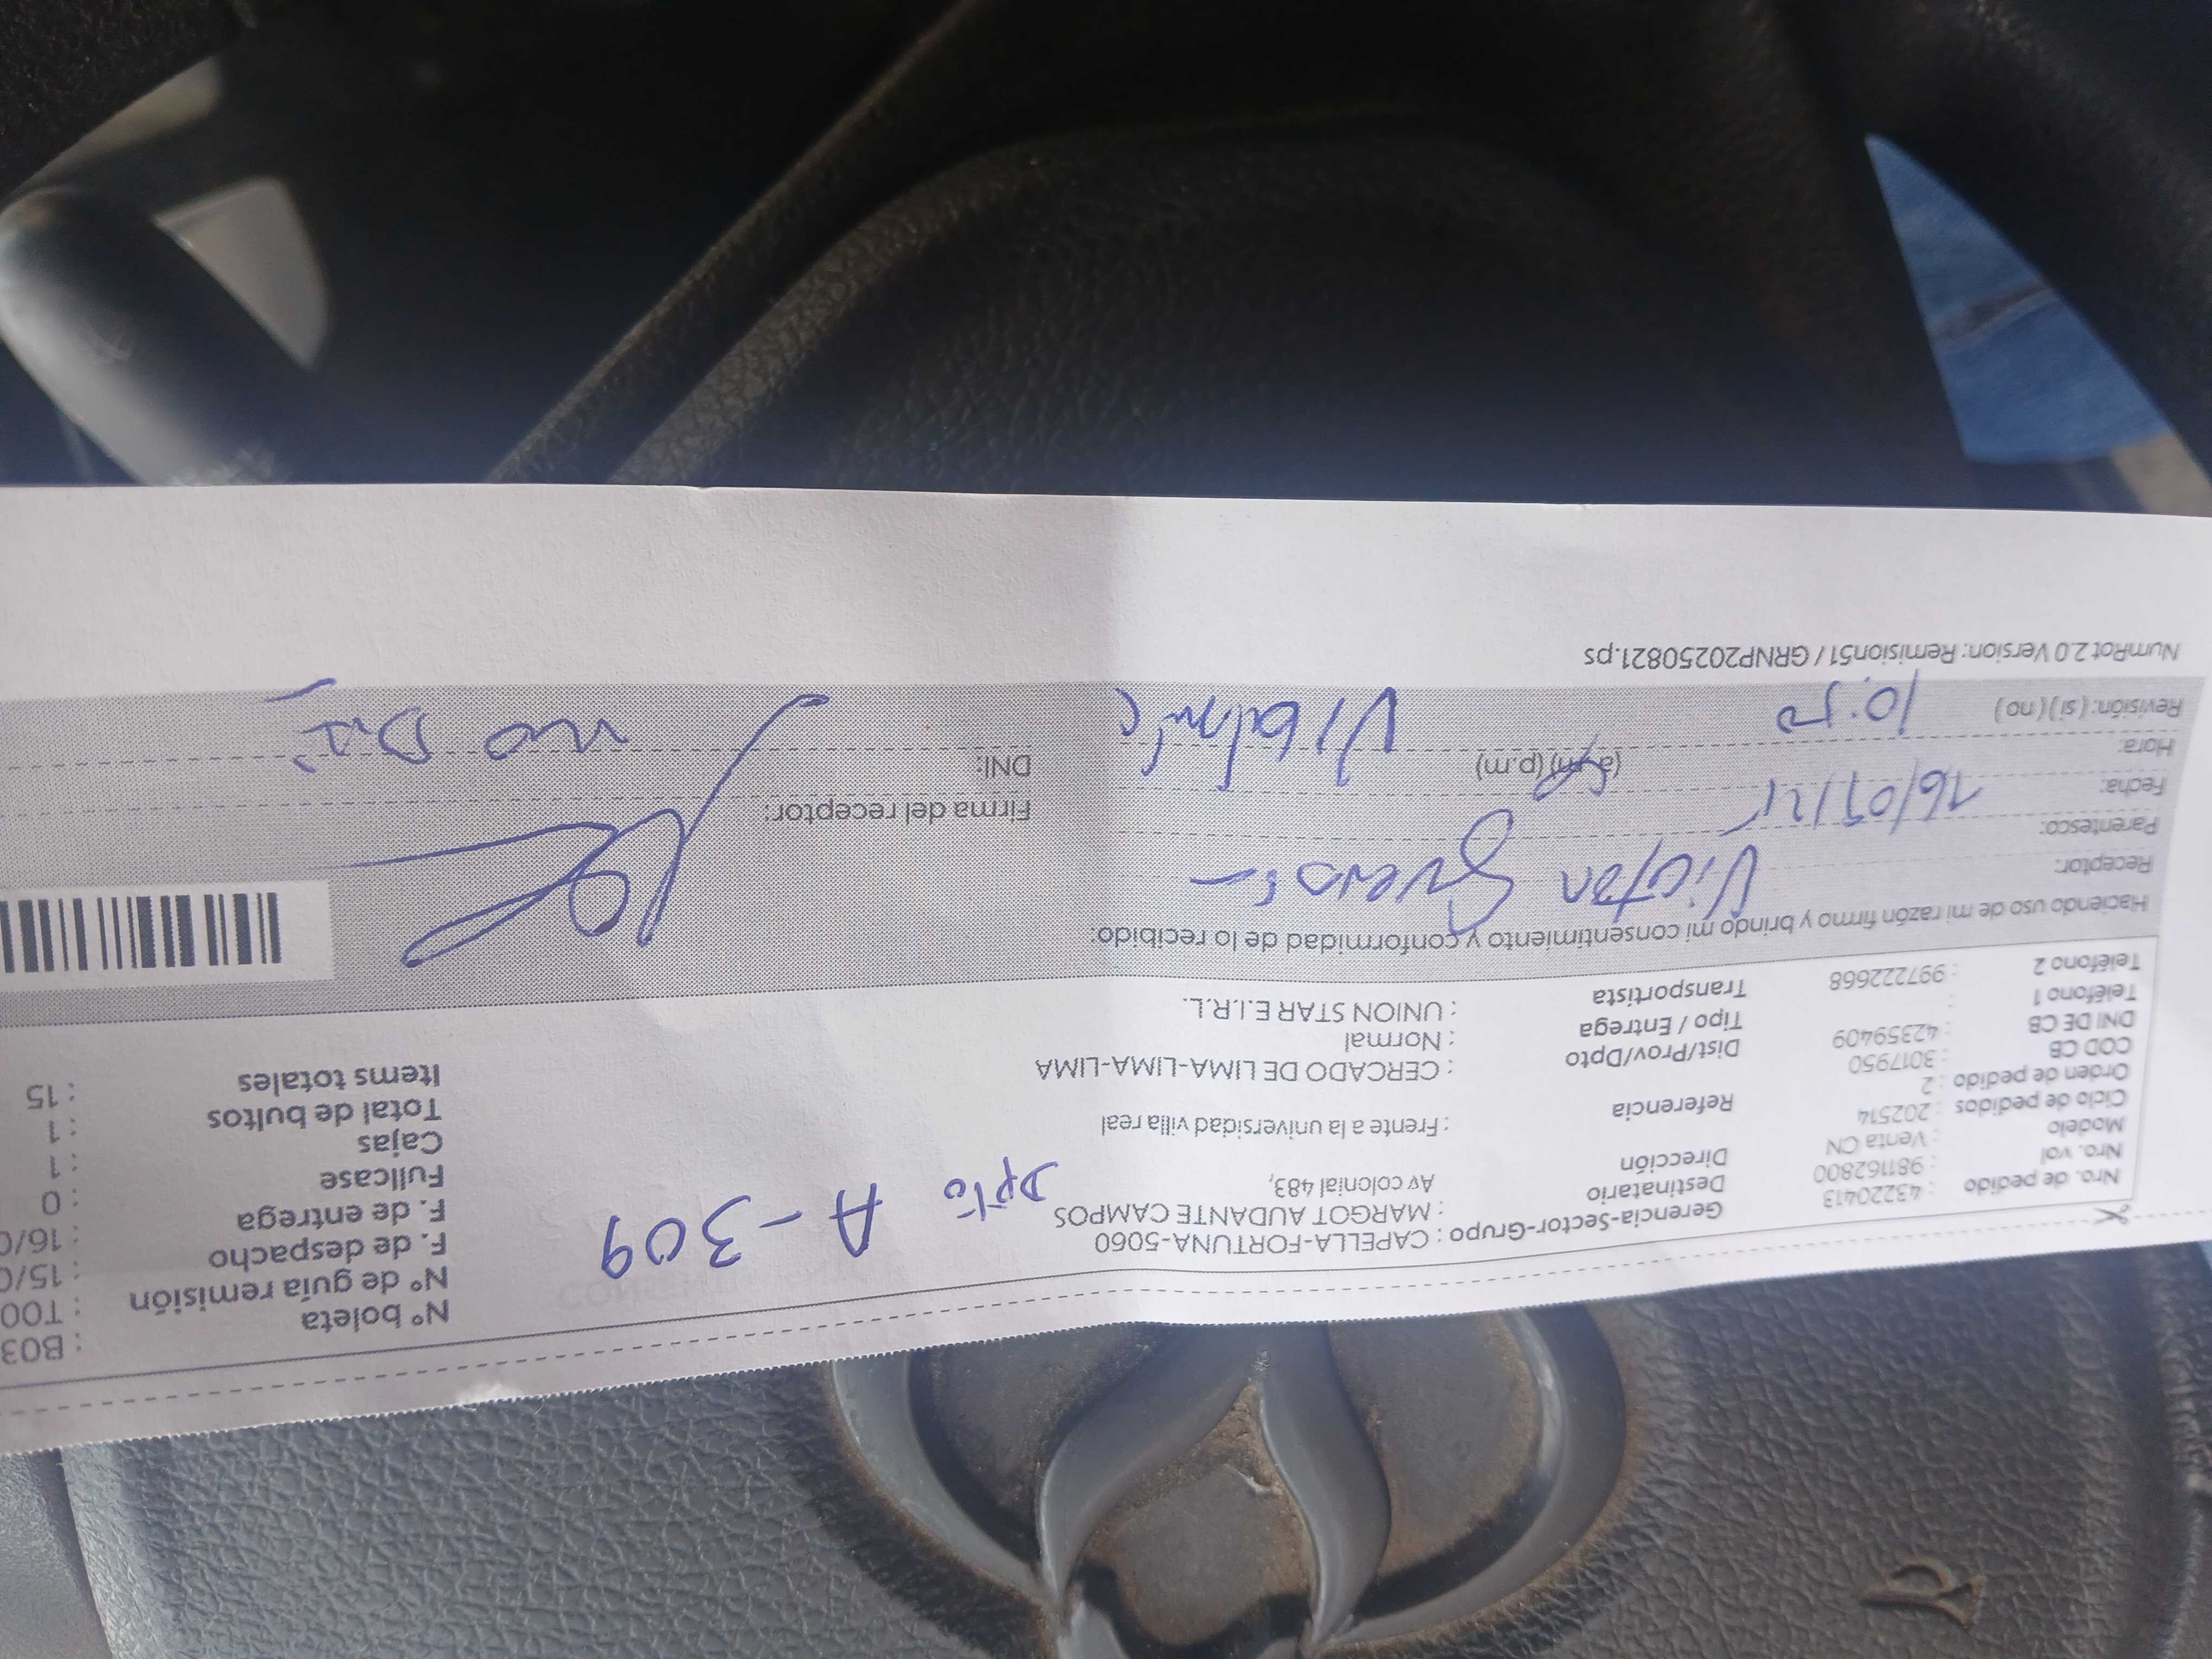 Nro. de pedido : 43220413
Nro. vol : 981162800
Modelo : Venta CN
Ciclo de pedidos : 202514
Orden de pedido : 2
COD CB : 3017950
DNI DE CB : 42359409
Teléfono 1 :
Teléfono 2 : 997222668
Gerencia-Sector-Grupo : CAPELLA-FORTUNA-5060
Destinatario : MARGOT AUDANTE CAMPOS
Dirección Av colonial 483,
Dpto A-309
Referencia : Frente a la universidad villa real
Dist/Prov/Dpto : CERCADO DE LIMA-LIMA-LIMA
Tipo / Entrega : Normal
Transportista : UNION STAR E.I.R.L.
N° boleta : B03
N° de guía remisión : T00
F. de despacho : 15/0
F. de entrega : 16/0
Fullcase : 0
Cajas : 1
Total de bultos : 1
Items totales : 15
Haciendo uso de mi razón firmo y brindo mi consentimiento y conformidad de lo recibido:
Receptor: Victor
Parentesco:
Fecha: 16/09/25
Hora: (a.m) (p.m)
Revisión: ( si ) ( no ) 10:50
Firma del receptor:
DNI: no
NumRot 2.0 Version: Remision51 / GRNP20250821.ps